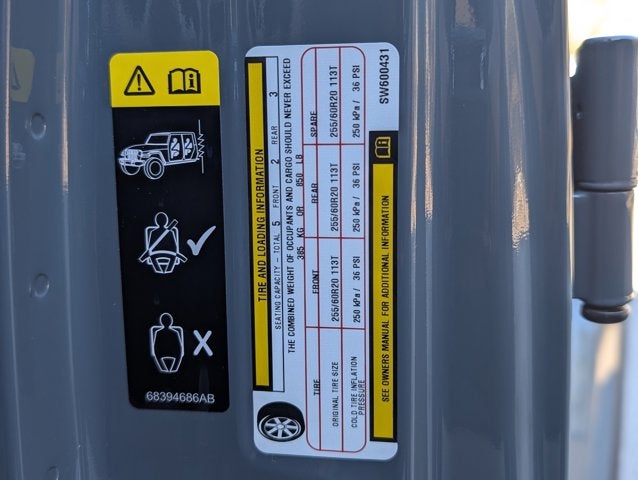 68394686AB
TIRE AND LOADING INFORMATION
SEATING CAPACITY - TOTAL 5 FRONT 2 REAR 3
THE COMBINED WEIGHT OF OCCUPANTS AND CARGO SHOULD NEVER EXCEED
385 KG OR 850 LB
TIRE FRONT REAR SPARE
ORIGINAL TIRE SIZE 255/60R20 113T 255/60R20 113T 255/60R20 113T
COLD TIRE INFLATION PRESSURE 250 kPa / 36 PSI 250 kPa / 36 PSI 250 kPa / 36 PSI
SEE OWNERS MANUAL FOR ADDITIONAL INFORMATION
SW600431